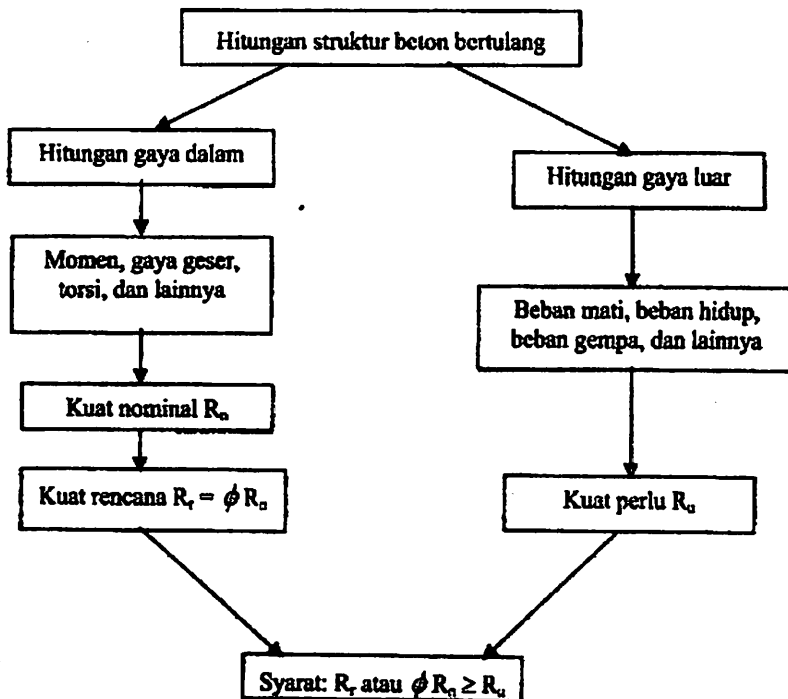 Hitungan struktur beton bertulang
Hitungan gaya dalam
Momen, gaya geser,
torsi, dan lainnya
Kuat nominal Rₙ
Kuat rencana Rᵣ = ϕ Rₙ
Hitungan gaya luar
Beban mati, beban hidup,
beban gempa, dan lainnya
Kuat perlu Rᵤ
Syarat: Rᵣ atau ϕ Rₙ ≥ Rᵤ